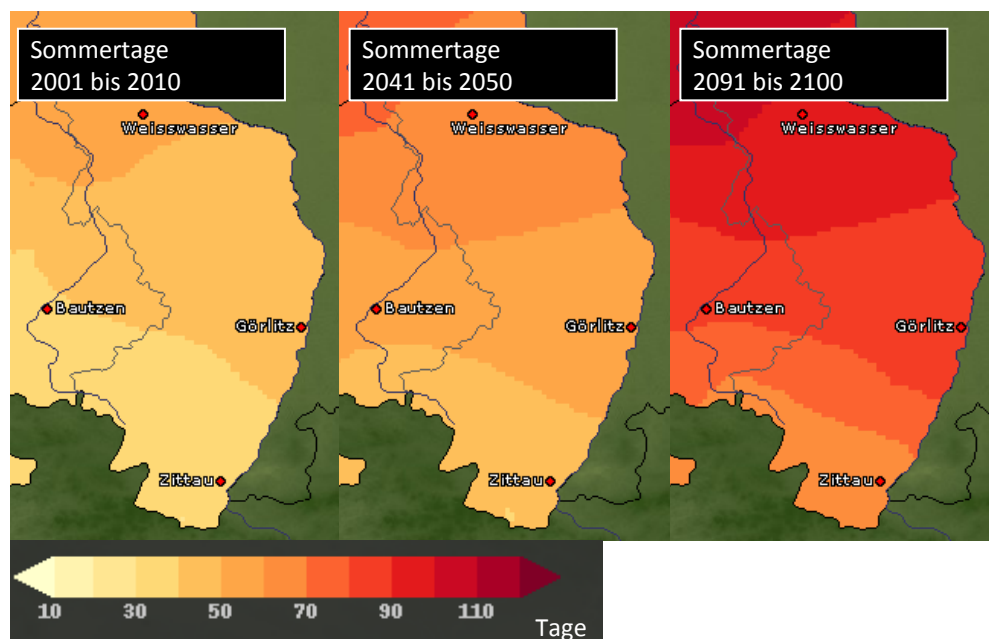 Sommertage
2001 bis 2010
Sommertage
2041 bis 2050
Sommertage
2091 bis 2100
Weisswasser
Weisswasser
Weisswasser
Bautzen
Bautzen
Bautzen
Görlitz
Görlitz
Görlitz
Zittau
Zittau
Zittau
10 30 50 70 90 110
Tage